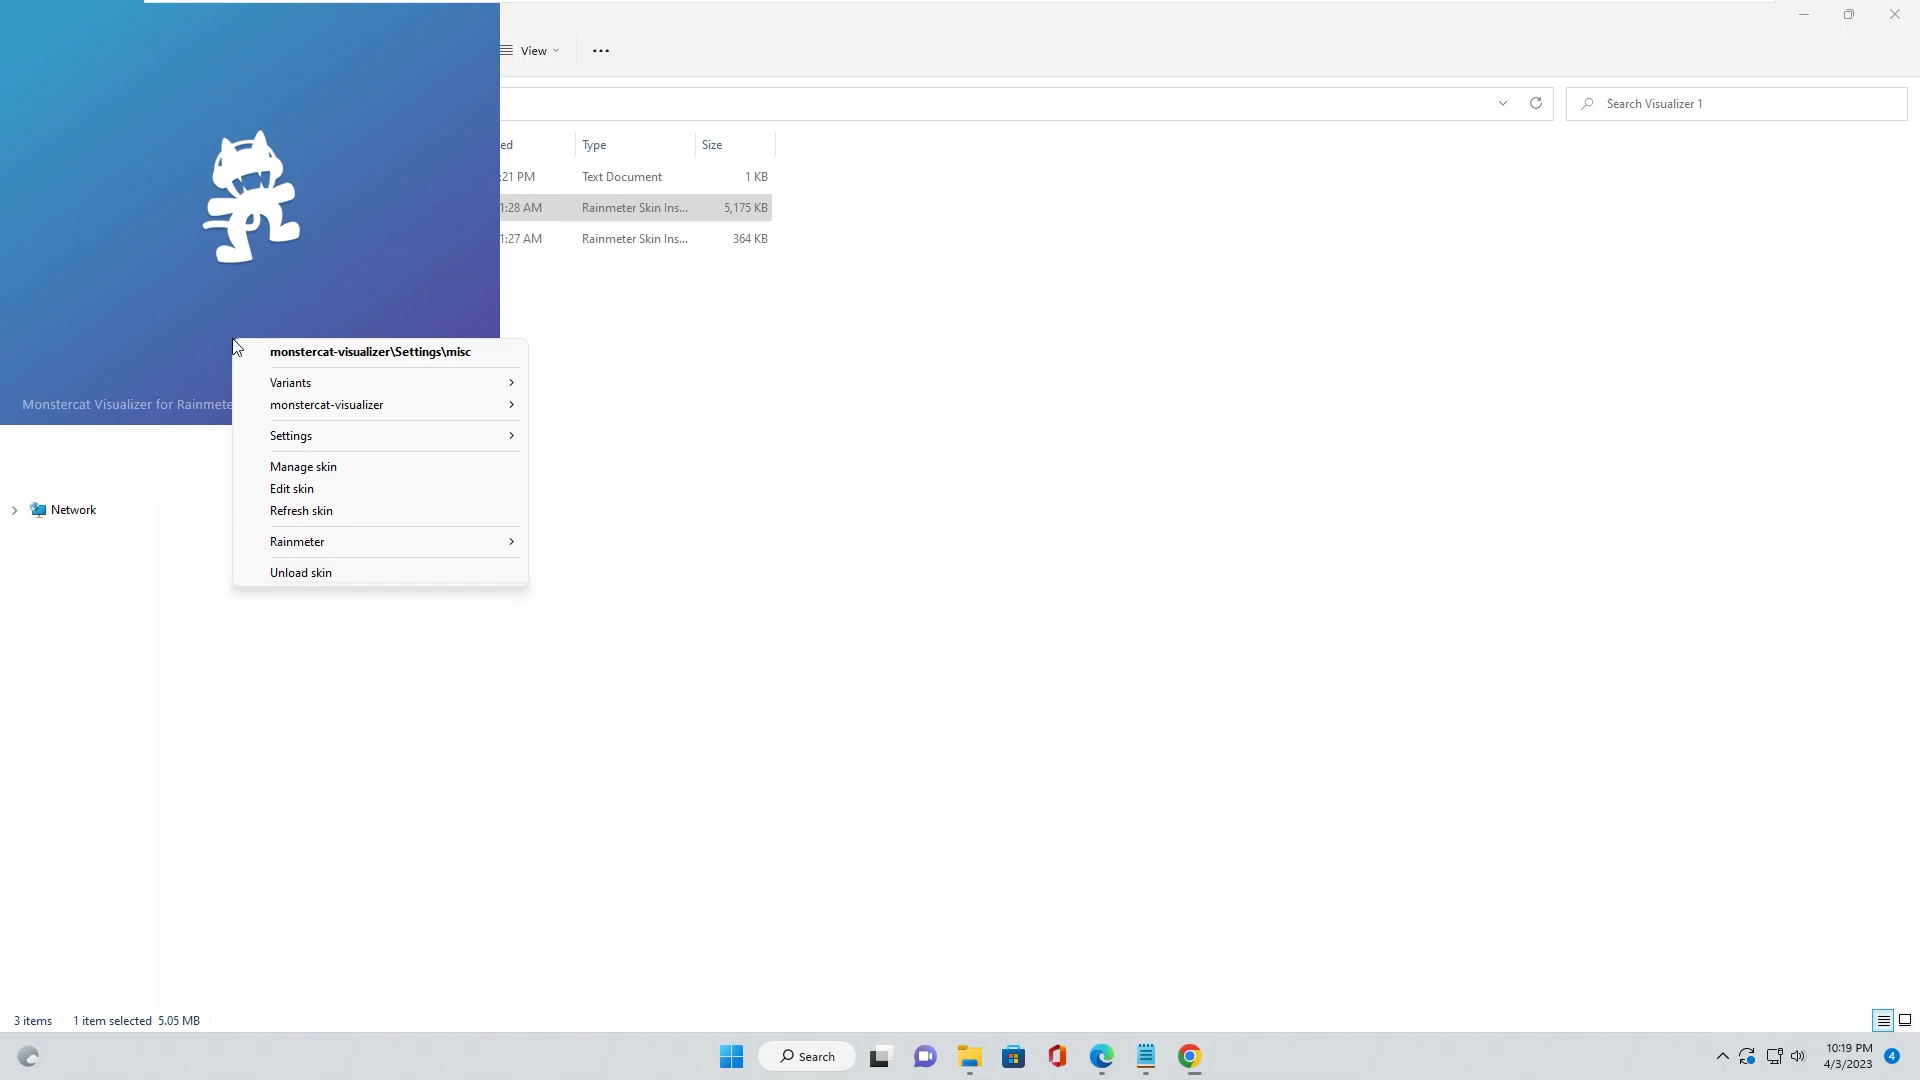 View
Search Visualizer 1
ed Type Size
:21 PM Text Document 1 KB
1:28 AM Rainmeter Skin Ins... 5,175 KB
1:27 AM Rainmeter Skin Ins... 364 KB
monstercat-visualizer\Settings\misc
Variants
monstercat-visualizer
Monstercat Visualizer for Rainmete
Settings
Manage skin
Edit skin
Refresh skin
Network
Rainmeter
Unload skin
3 items 1 item selected 5.05 MB
Search
10:19 PM
4/3/2023
4